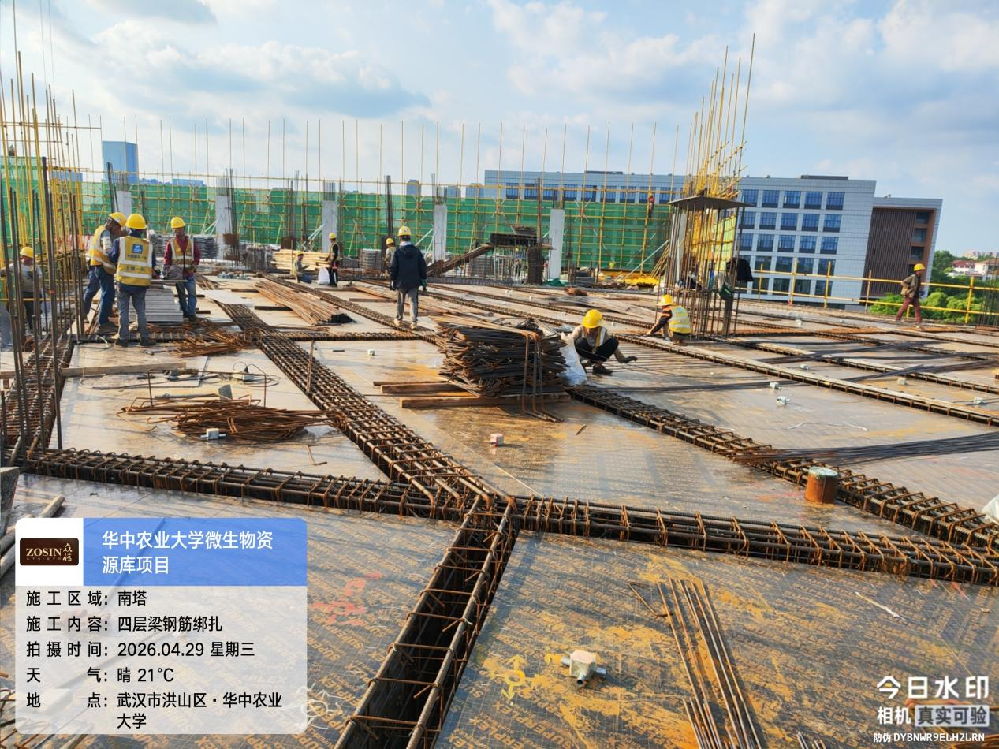 华中农业大学微生物资
源库项目
ZOSIN众信
施工区域：南塔
施工内容：四层梁钢筋绑扎
拍摄时间：2026.04.29 星期三
天气：晴 21℃
地点：武汉市洪山区·华中农业
大学
今日水印
相机真实可验
防伪 DYBNWR9ELH2LRN